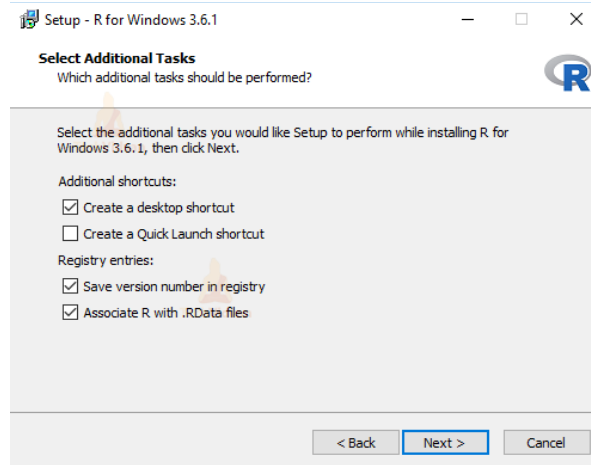 Setup - R for Windows 3.6.1
Select Additional Tasks
Which additional tasks should be performed?
R
Select the additional tasks you would like Setup to perform while installing R for
Windows 3.6.1, then click Next.
Additional shortcuts:
Create a desktop shortcut
Create a Quick Launch shortcut
Registry entries:
Save version number in registry
Associate R with .RData files
< Back Next > Cancel